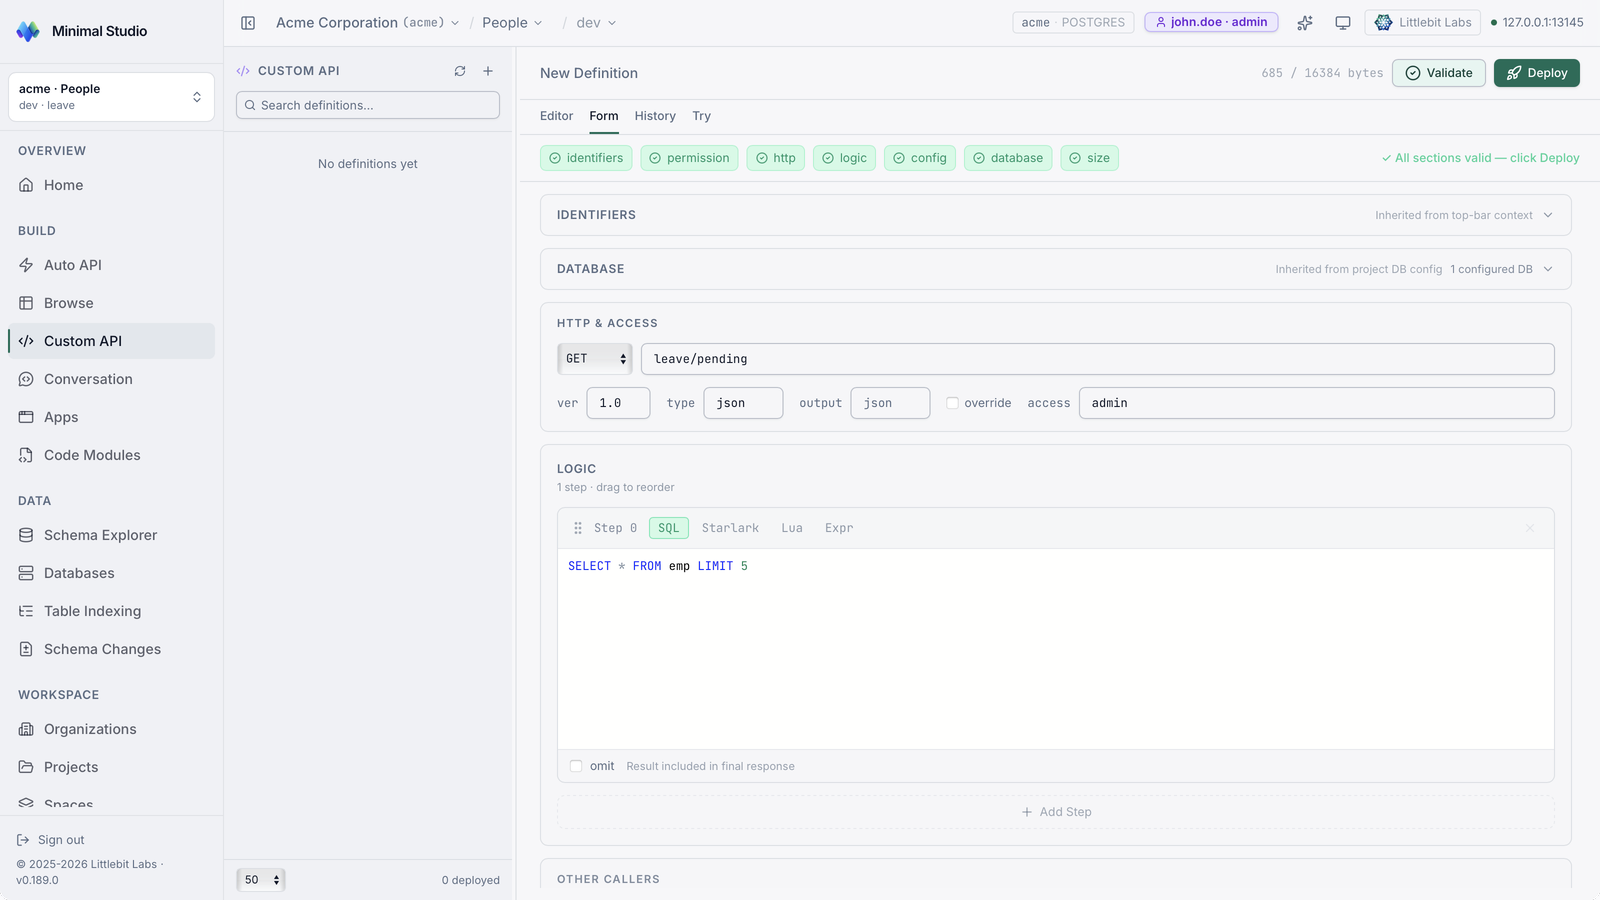 Minimal Studio
acme · People
dev · leave
OVERVIEW
Home
BUILD
Auto API
Browse
Custom API
Conversation
Apps
Code Modules
DATA
Schema Explorer
Databases
Table Indexing
Schema Changes
WORKSPACE
Organizations
Projects
Spaces
Sign out
© 2025-2026 Littlebit Labs ·
v0.189.0
Acme Corporation (acme) / People / dev
acme · POSTGRES
john.doe · admin
Littlebit Labs
127.0.0.1:13145
CUSTOM API
Search definitions...
No definitions yet
50
0 deployed
New Definition
685 / 16384 bytes
Validate
Deploy
Editor Form History Try
identifiers permission http logic config database size
✓ All sections valid — click Deploy
IDENTIFIERS
Inherited from top-bar context
DATABASE
Inherited from project DB config 1 configured DB
HTTP & ACCESS
GET leave/pending
ver 1.0 type json output json override access admin
LOGIC
1 step · drag to reorder
Step 0 SQL Starlark Lua Expr
SELECT * FROM emp LIMIT 5
omit Result included in final response
+ Add Step
OTHER CALLERS